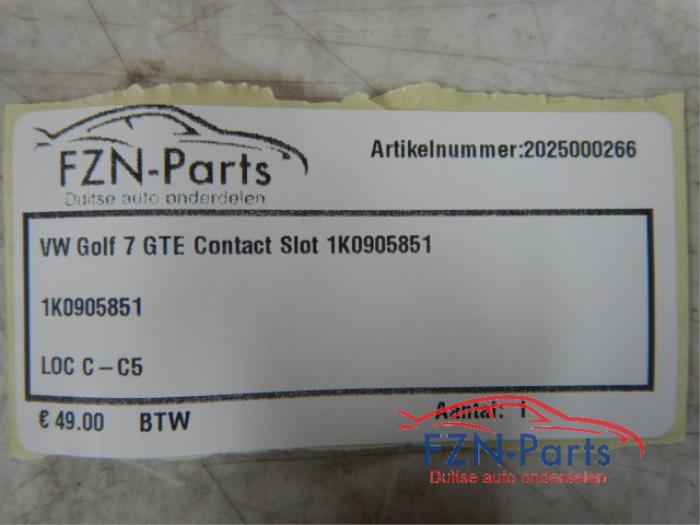 FZN-Parts
Duitse auto onderdelen
Artikelnummer:2025000266
VW Golf 7 GTE Contact Slot 1K0905851
1K0905851
LOC C-C5
€ 49.00 BTW
Aantal: 1
FZN-Parts
Duitse auto onderdelen